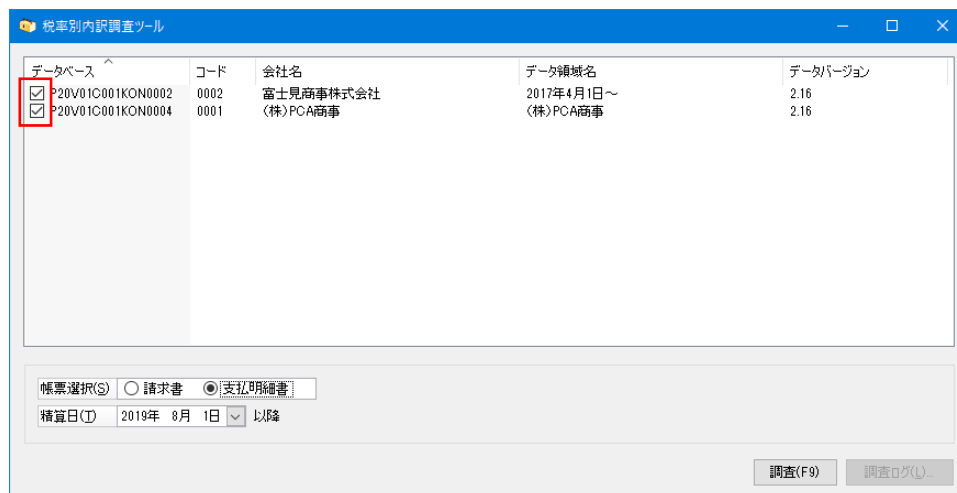 税率別内訳調査ツール
データベース コード 会社名 データ領域名 データバージョン
P20V01C001KON0002 0002 富士見商事株式会社 2017年4月1日～ 2.16
P20V01C001KON0004 0001 (株)PCA商事 (株)PCA商事 2.16
帳票選択(S) 請求書 支払明細書
精算日(T) 2019年 8月 1日 以降
調査(F9) 調査ログ(L)...